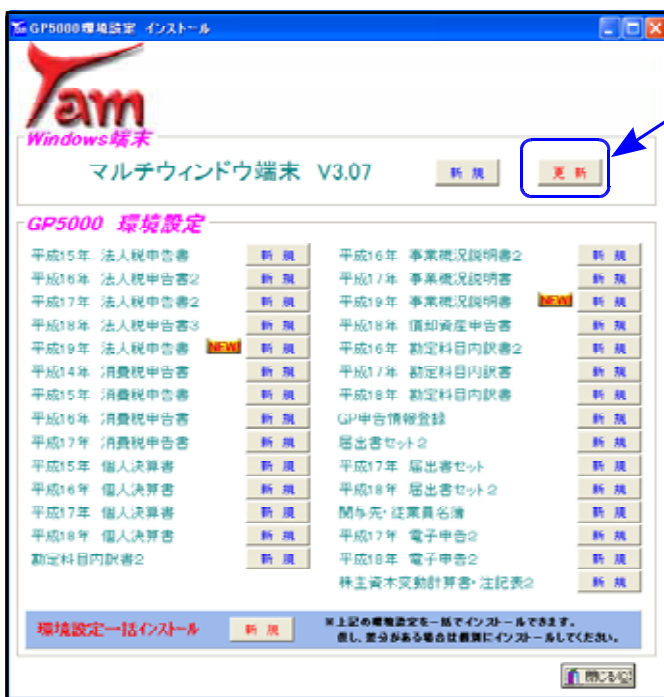 GP5000環境設定 インストール
Tam
Windows端末
マルチウィンドウ端末 V3.07 新規 更新
GP5000 環境設定
平成15年 法人税申告書 新規
平成16年 法人税申告書2 新規
平成17年 法人税申告書2 新規
平成18年 法人税申告書3 新規
平成19年 法人税申告書 NEW! 新規
平成14年 消費税申告書 新規
平成15年 消費税申告書 新規
平成16年 消費税申告書 新規
平成17年 消費税申告書 新規
平成15年 個人決算書 新規
平成16年 個人決算書 新規
平成17年 個人決算書 新規
平成18年 個人決算書 新規
勘定科目内訳書2 新規
平成16年 事業概況説明書2 新規
平成17年 事業概況説明書 新規
平成19年 事業概況説明書 NEW! 新規
平成18年 償却資産申告書 新規
平成16年 勘定科目内訳書2 新規
平成17年 勘定科目内訳書 新規
平成18年 勘定科目内訳書 新規
GP申告情報登録 新規
届出書セット2 新規
平成17年 届出書セット 新規
平成18年 届出書セット2 新規
関与先・従業員名簿 新規
平成17年 電子申告2 新規
平成18年 電子申告2 新規
株主資本変動計算書・注記表2 新規
環境設定一括インストール 新規
※上記の環境設定を一括でインストールできます。
但し、差分がある場合は個別にインストールしてください。
閉じる(C)